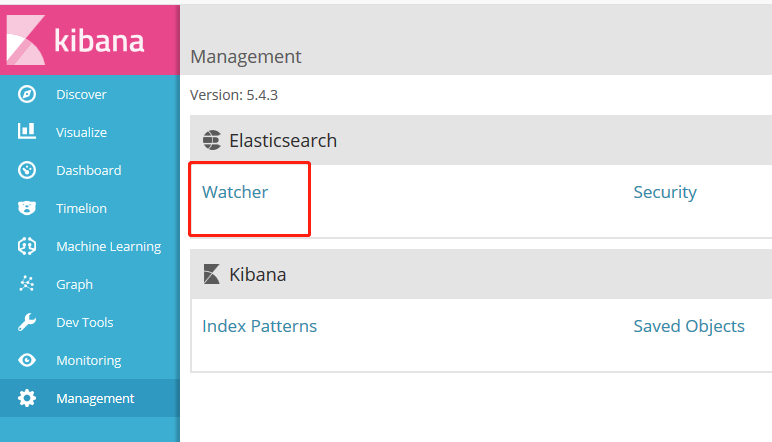 kibana
Discover
Visualize
Dashboard
Timelion
Machine Learning
Graph
Dev Tools
Monitoring
Management
Management
Version: 5.4.3
Elasticsearch
Watcher
Security
Kibana
Index Patterns
Saved Objects